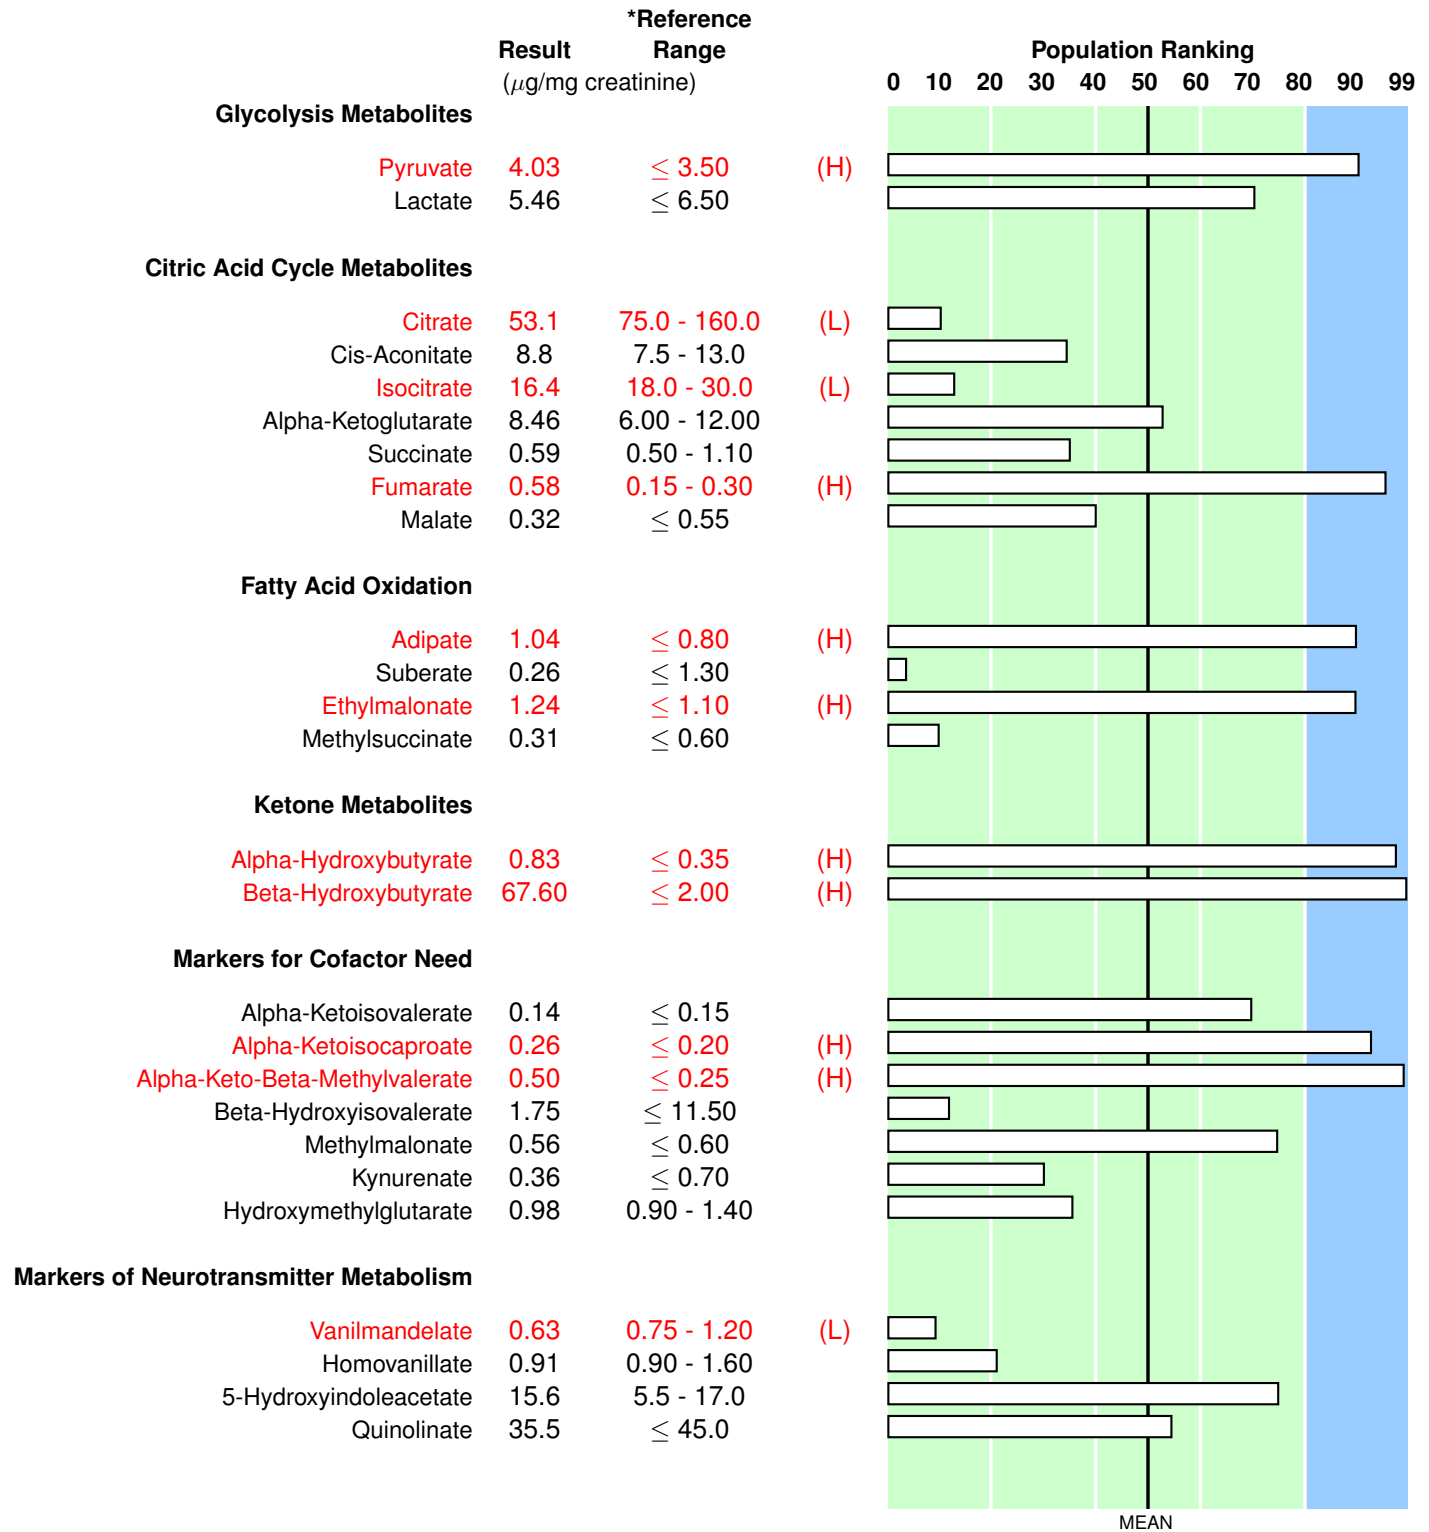 *Reference
Result Range Population Ranking
(μg/mg creatinine) 0 10 20 30 40 50 60 70 80 90 99
Glycolysis Metabolites
Pyruvate 4.03 ≤ 3.50 (H)
Lactate 5.46 ≤ 6.50
Citric Acid Cycle Metabolites
Citrate 53.1 75.0 - 160.0 (L)
Cis-Aconitate 8.8 7.5 - 13.0
Isocitrate 16.4 18.0 - 30.0 (L)
Alpha-Ketoglutarate 8.46 6.00 - 12.00
Succinate 0.59 0.50 - 1.10
Fumarate 0.58 0.15 - 0.30 (H)
Malate 0.32 ≤ 0.55
Fatty Acid Oxidation
Adipate 1.04 ≤ 0.80 (H)
Suberate 0.26 ≤ 1.30
Ethylmalonate 1.24 ≤ 1.10 (H)
Methylsuccinate 0.31 ≤ 0.60
Ketone Metabolites
Alpha-Hydroxybutyrate 0.83 ≤ 0.35 (H)
Beta-Hydroxybutyrate 67.60 ≤ 2.00 (H)
Markers for Cofactor Need
Alpha-Ketoisovalerate 0.14 ≤ 0.15
Alpha-Ketoisocaproate 0.26 ≤ 0.20 (H)
Alpha-Keto-Beta-Methylvalerate 0.50 ≤ 0.25 (H)
Beta-Hydroxyisovalerate 1.75 ≤ 11.50
Methylmalonate 0.56 ≤ 0.60
Kynurenate 0.36 ≤ 0.70
Hydroxymethylglutarate 0.98 0.90 - 1.40
Markers of Neurotransmitter Metabolism
Vanilmandelate 0.63 0.75 - 1.20 (L)
Homovanillate 0.91 0.90 - 1.60
5-Hydroxyindoleacetate 15.6 5.5 - 17.0
Quinolinate 35.5 ≤ 45.0
MEAN